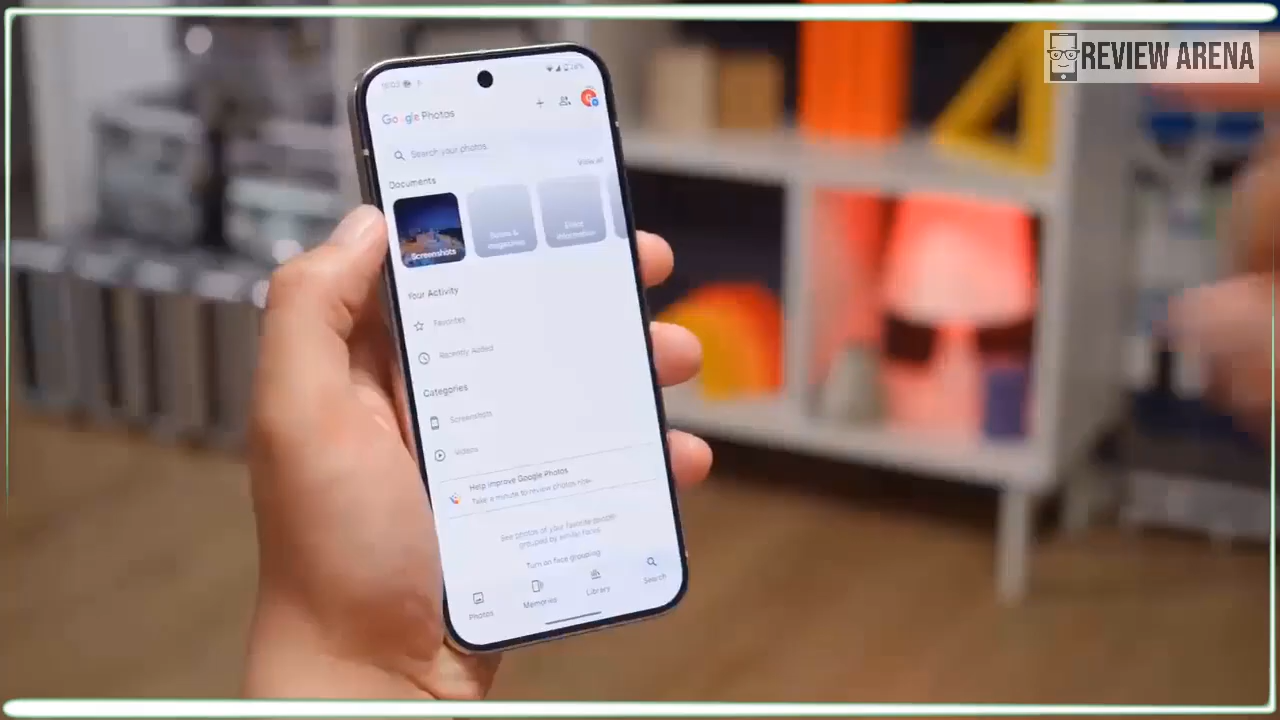 REVIEW ARENA
Google Photos
Search your photos
View all
Documents
Screenshots
Books & magazines
Event information
Your Activity
Favorites
Recently Added
Categories
Screenshots
Videos
Help improve Google Photos
Take a minute to review photos now
See photos of your favorite people
grouped by similar faces
Turn on face grouping
Photos
Memories
Library
Search